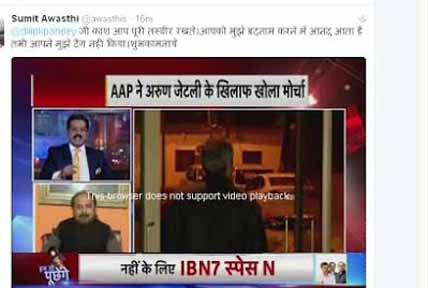 Sumit Awasthi @awasthis · 16m
@dilipkpandey जी काश आप पूरी तस्वीर रखते।आपको मुझे बदनाम करने में आनंद आता है
तभी आपने मुझे टैग नही किया।शुभकामनायें
AAP ने अरुण जेटली के खिलाफ खोला मोर्चा
This browser does not support video playback.
पूछेंगे
नहीं के लिए IBN7 स्पेस N